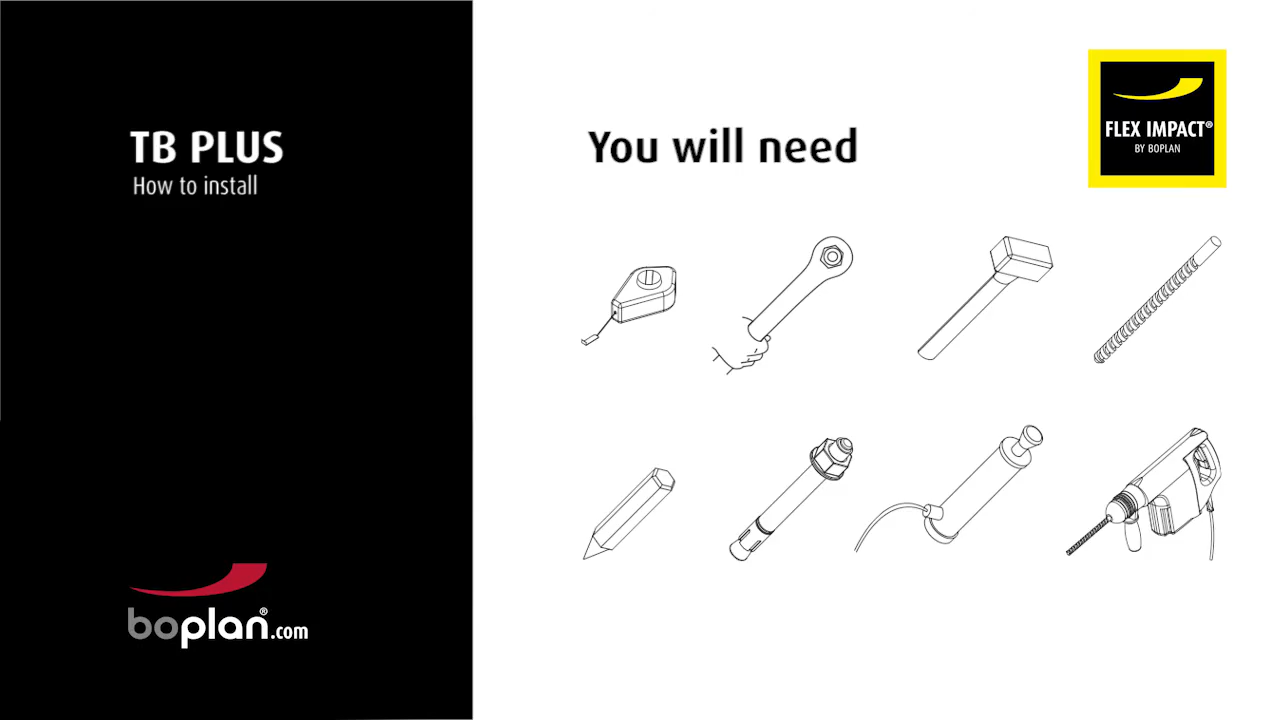 TB PLUS
How to install
You will need
FLEX IMPACT®
BY BOPLAN
boplan®.com